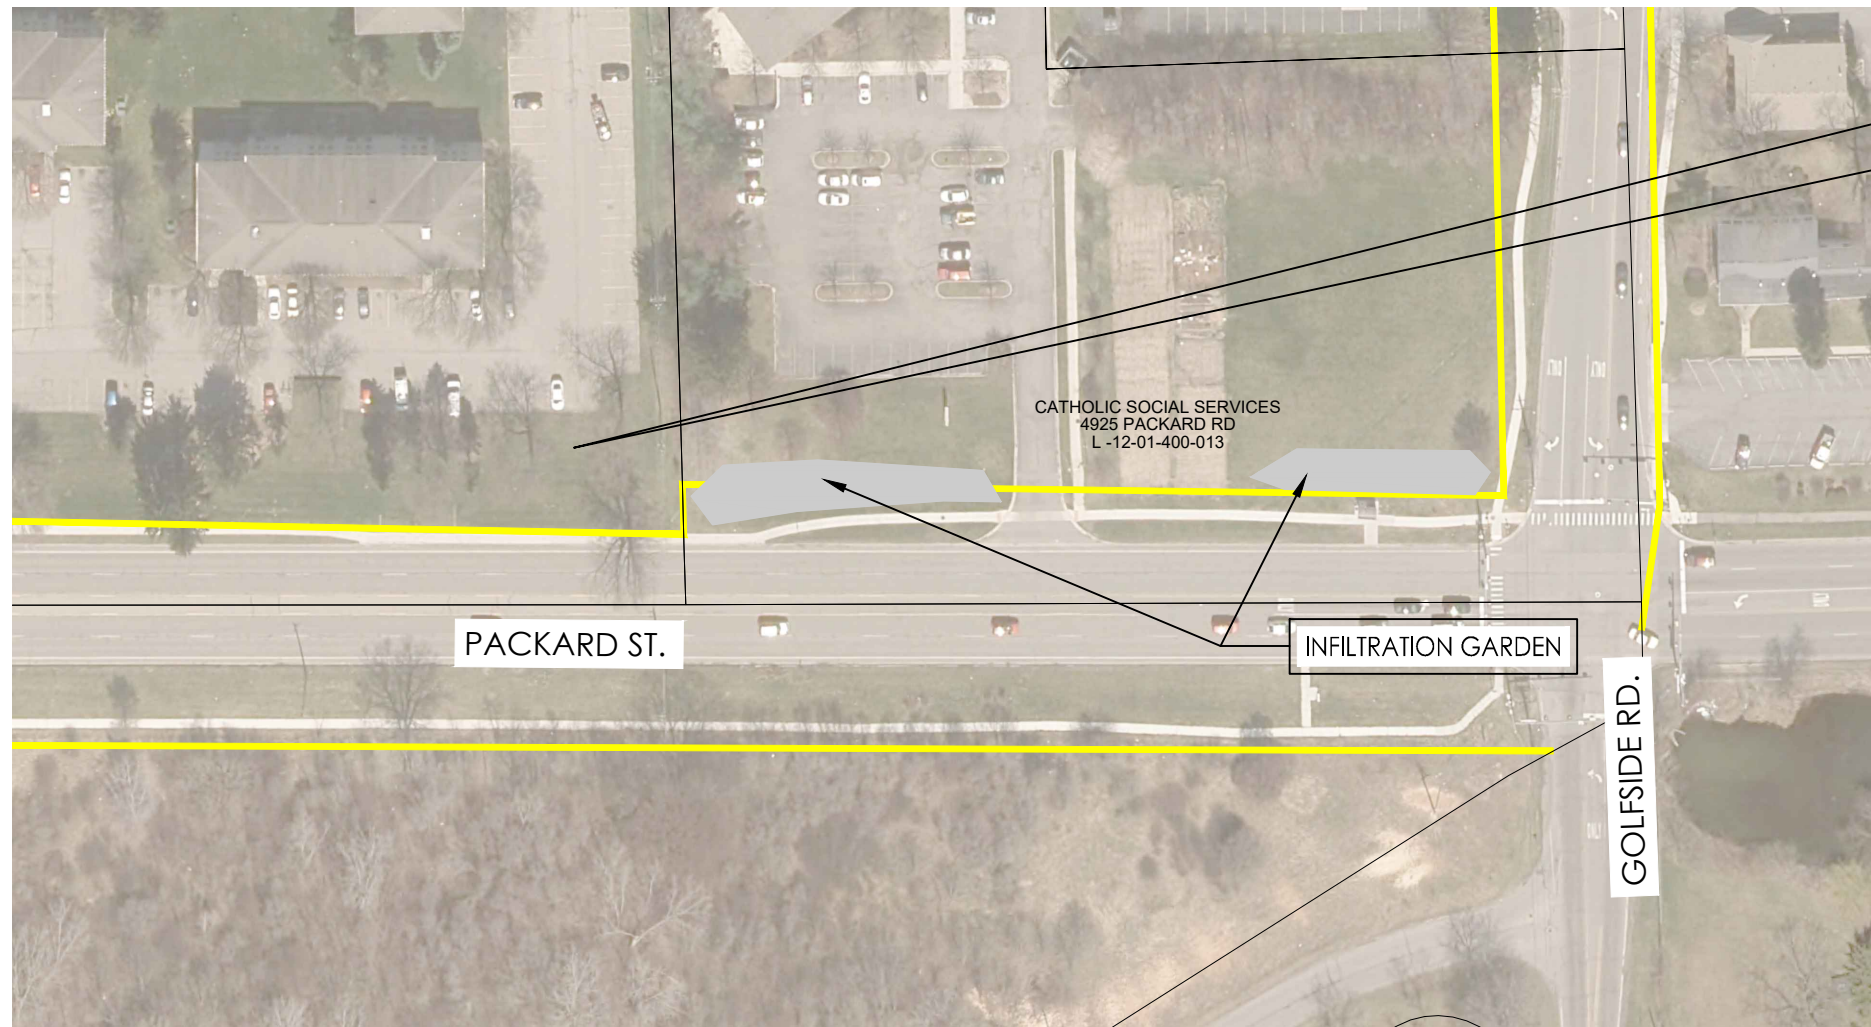 CATHOLIC SOCIAL SERVICES
4925 PACKARD RD
L -12-01-400-013
PACKARD ST.
INFILTRATION GARDEN
GOLFSIDE RD.